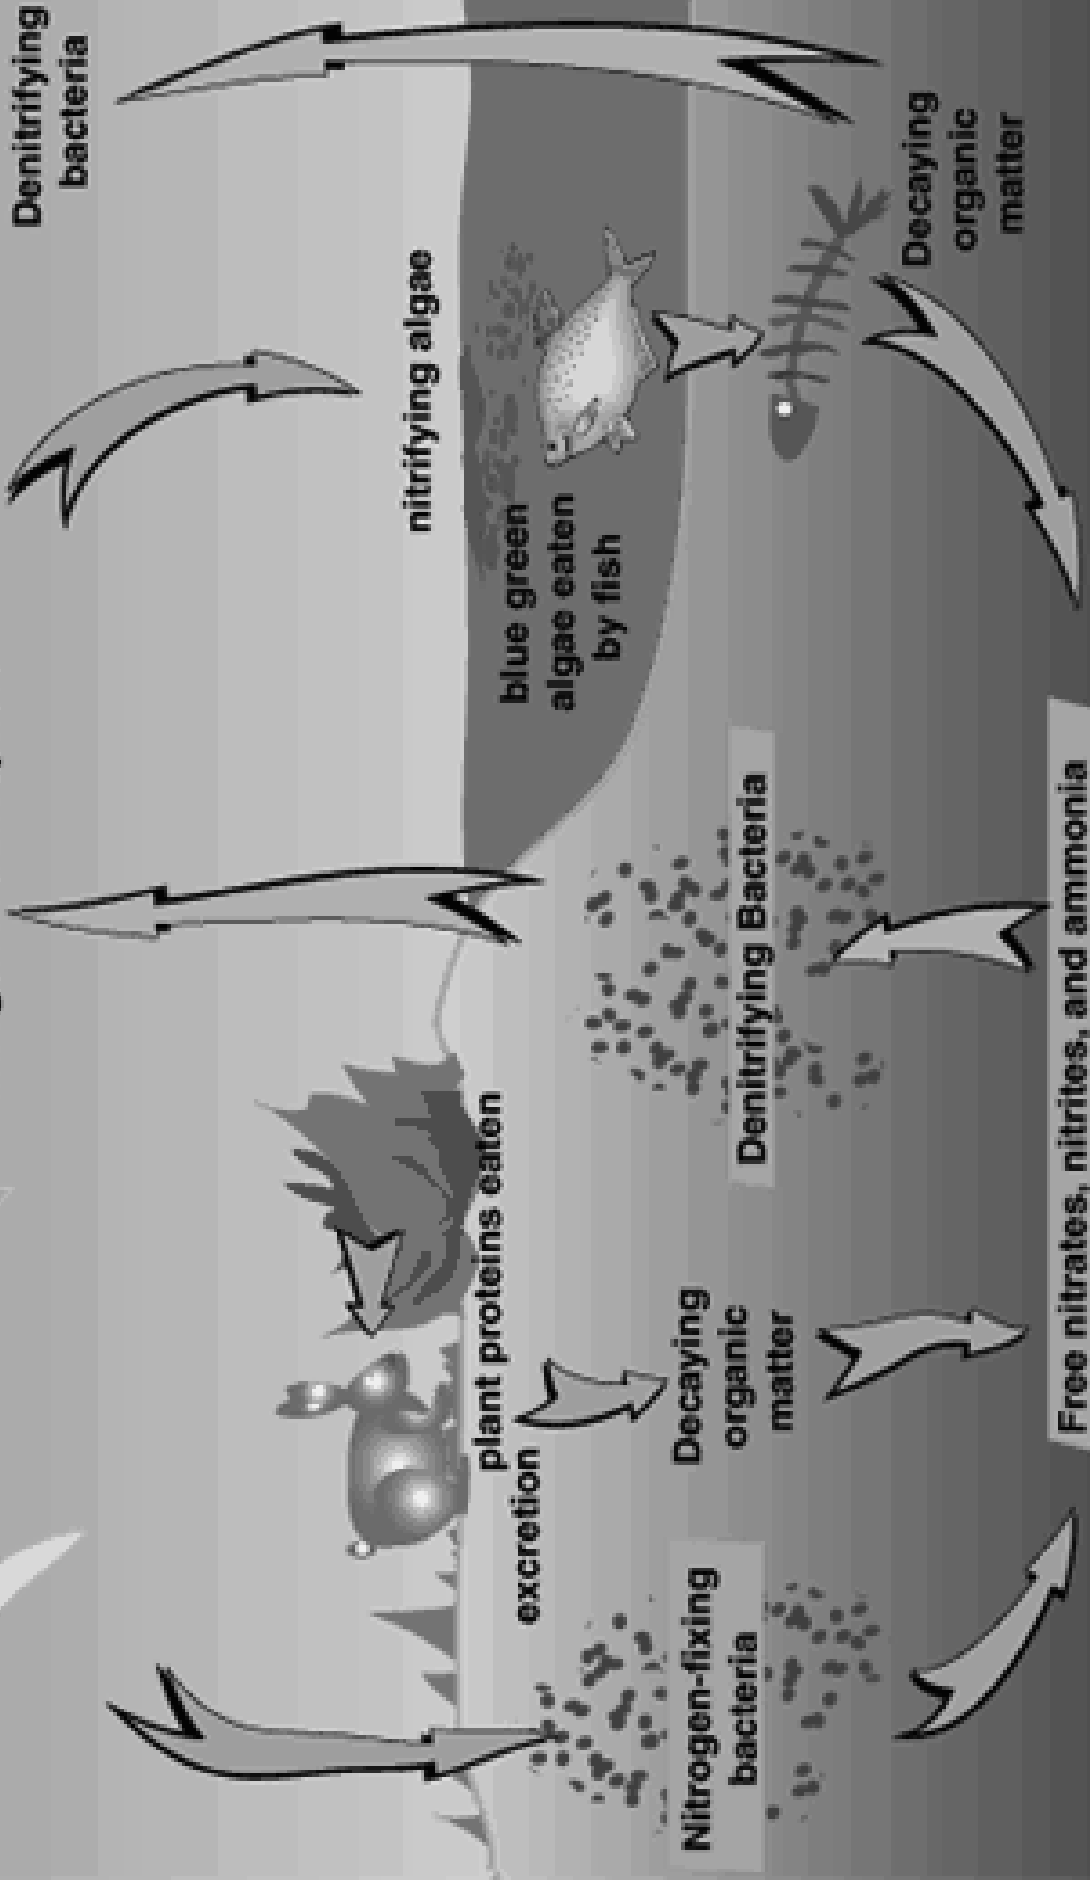 Denitrifying
bacteria
nitrifying algae
plant proteins eaten
excretion
blue green
algae eaten
by fish
Nitrogen-fixing
bacteria
Decaying
organic
matter
Denitrifying Bacteria
Decaying
organic
matter
Free nitrates, nitrites, and ammonia